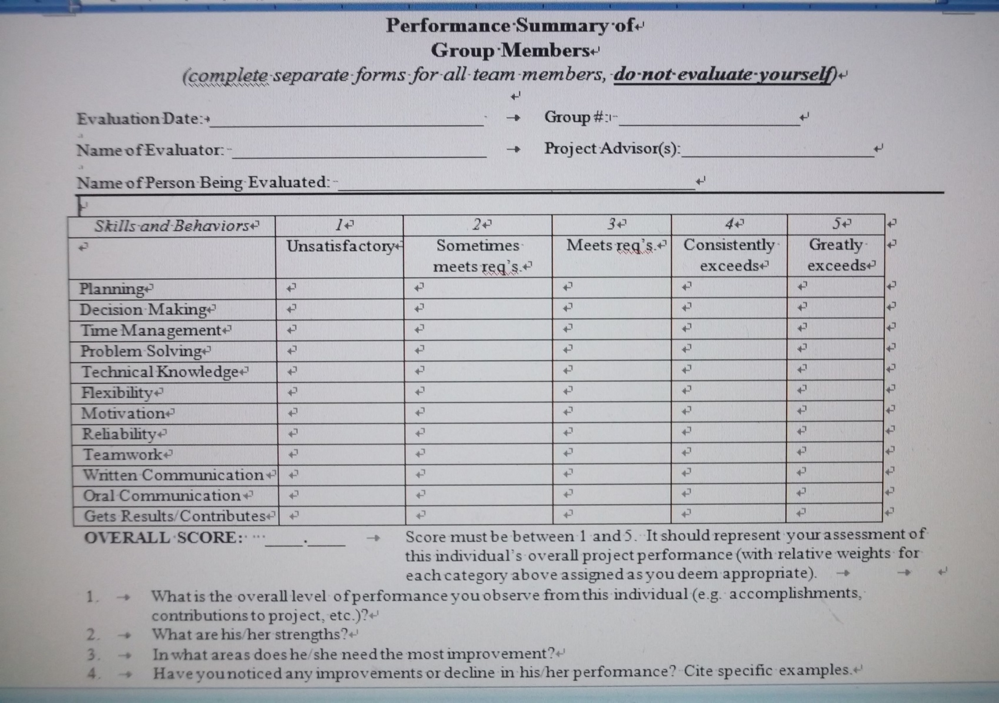 Performance Summary of
Group Members
(complete separate forms for all team members, do not evaluate yourself)
Evaluation Date: Group #:
Name of Evaluator: Project Advisor(s):
Name of Person Being Evaluated:
Skills and Behaviors 1 2 3 4 5
Unsatisfactory Sometimes meets req's. Meets req's. Consistently exceeds Greatly exceeds
Planning
Decision Making
Time Management
Problem Solving
Technical Knowledge
Flexibility
Motivation
Reliability
Teamwork
Written Communication
Oral Communication
Gets Results/Contributes
OVERALL SCORE: ____.____ Score must be between 1 and 5. It should represent your assessment of
this individual's overall project performance (with relative weights for
each category above assigned as you deem appropriate).
1. What is the overall level of performance you observe from this individual (e.g. accomplishments,
contributions to project, etc.)?
2. What are his/her strengths?
3. In what areas does he/she need the most improvement?
4. Have you noticed any improvements or decline in his/her performance? Cite specific examples.